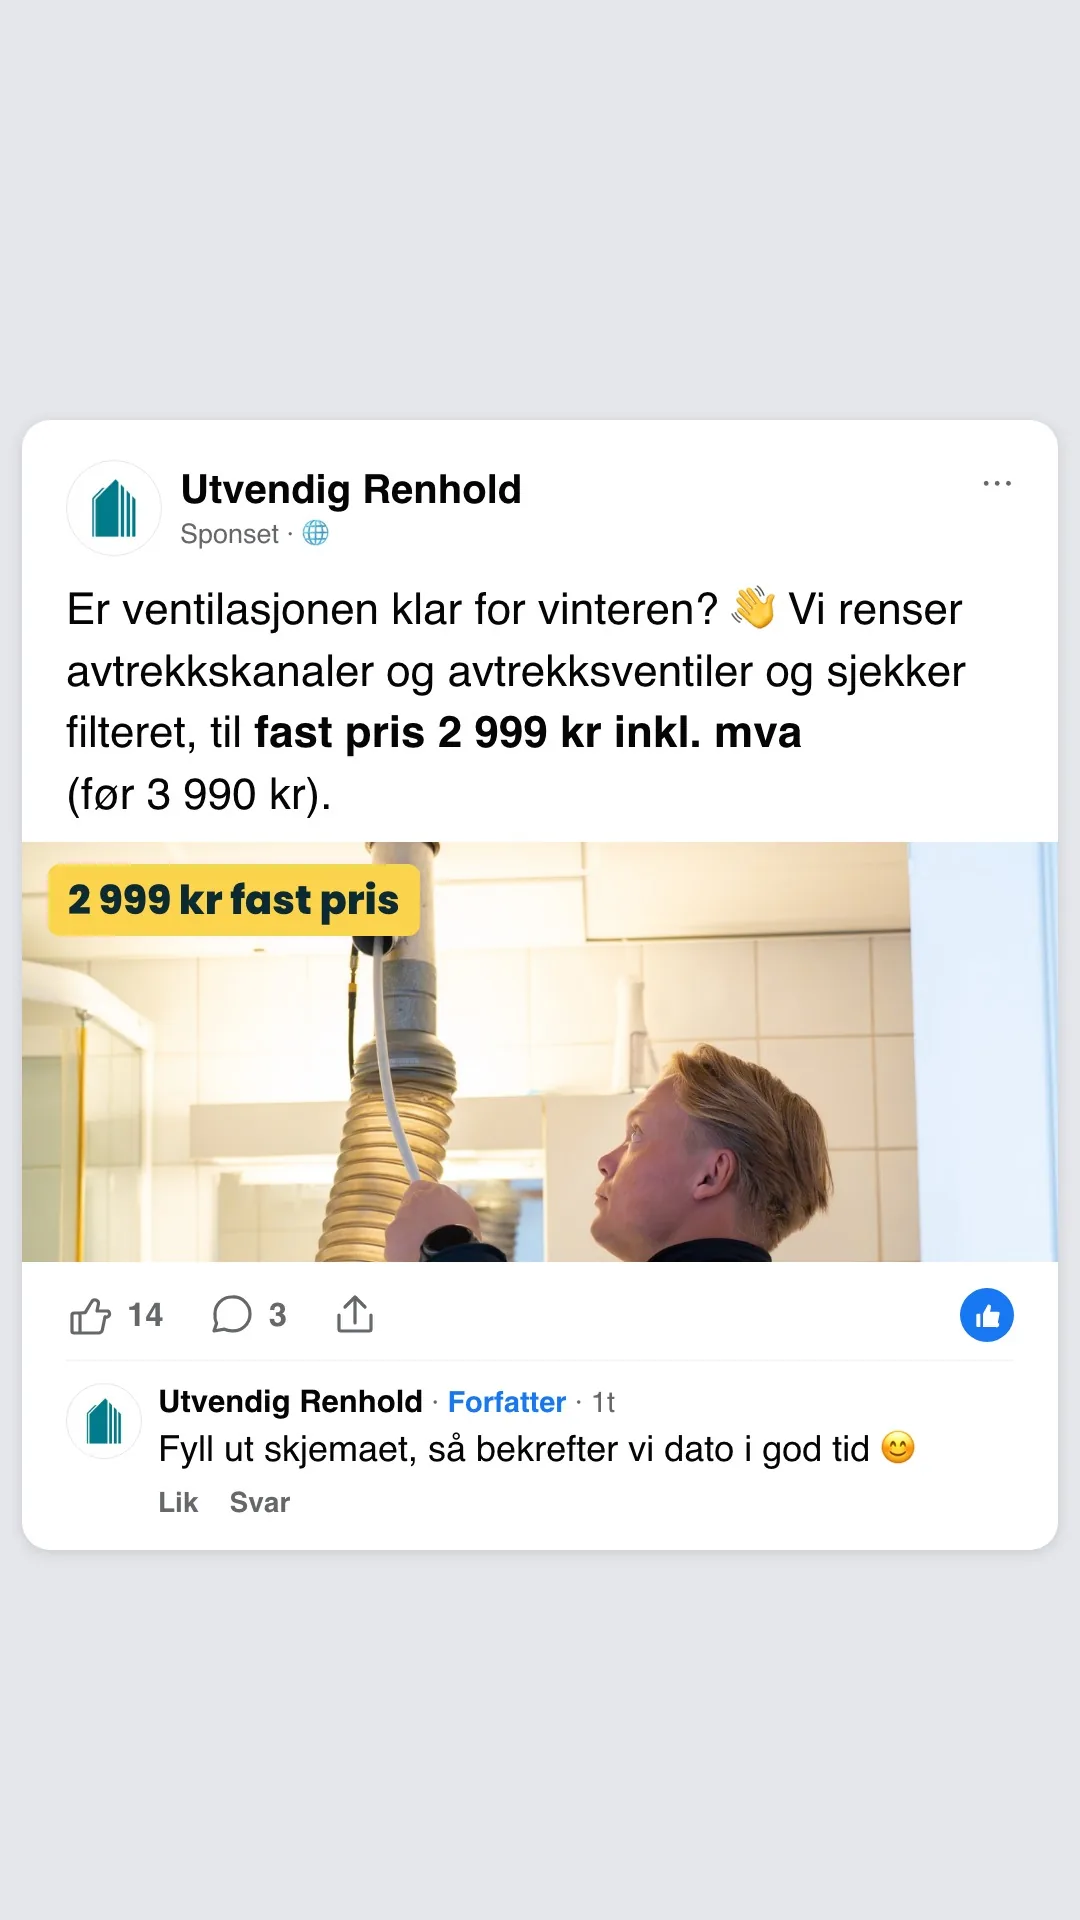 Utvendig Renhold
Sponset ·
Er ventilasjonen klar for vinteren? 👋 Vi renser
avtrekkskanaler og avtrekksventiler og sjekker
filteret, til fast pris 2 999 kr inkl. mva
(før 3 990 kr).
2 999 kr fast pris
14 3
Utvendig Renhold · Forfatter · 1t
Fyll ut skjemaet, så bekrefter vi dato i god tid 😊
Lik Svar